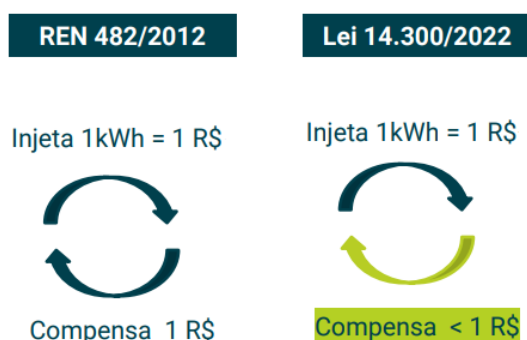 REN 482/2012
Injeta 1kWh = 1 R$
Compensa 1 R$
Lei 14.300/2022
Injeta 1kWh = 1 R$
Compensa < 1 R$